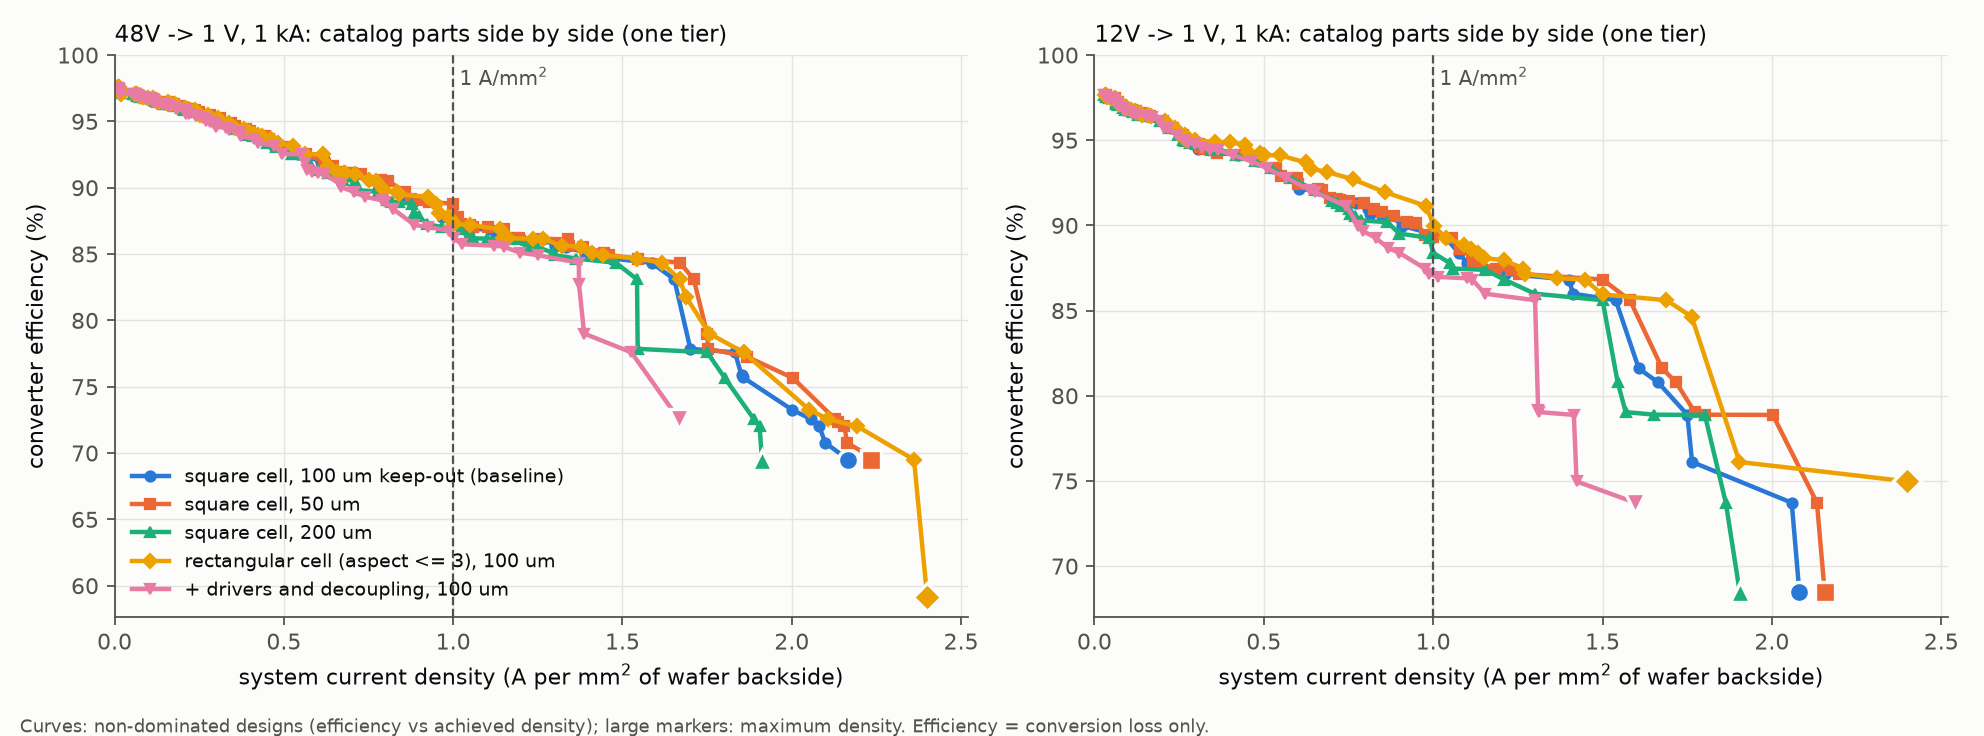 48V -> 1 V, 1 kA: catalog parts side by side (one tier)
100
95
90
85
80
75
70
65
60
converter efficiency (%)
1 A/mm²
square cell, 100 um keep-out (baseline)
square cell, 50 um
square cell, 200 um
rectangular cell (aspect <= 3), 100 um
+ drivers and decoupling, 100 um
0.0 0.5 1.0 1.5 2.0 2.5
system current density (A per mm² of wafer backside)
12V -> 1 V, 1 kA: catalog parts side by side (one tier)
100
95
90
85
80
75
70
converter efficiency (%)
1 A/mm²
0.0 0.5 1.0 1.5 2.0 2.5
system current density (A per mm² of wafer backside)
Curves: non-dominated designs (efficiency vs achieved density); large markers: maximum density. Efficiency = conversion loss only.